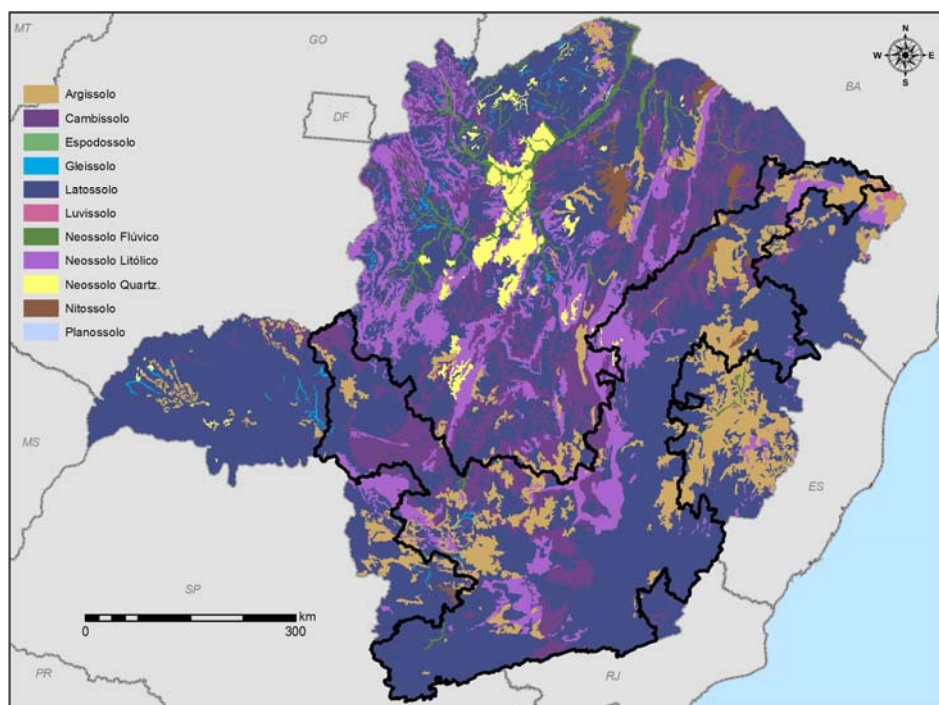 MT
GO
N
W E
S
BA
DF
Argissolo
Cambissolo
Espodossolo
Gleissolo
Latossolo
Luvissolo
Neossolo Flúvico
Neossolo Litólico
Neossolo Quartz.
Nitossolo
Planossolo
MS
ES
SP
km
0 300
PR
RJ